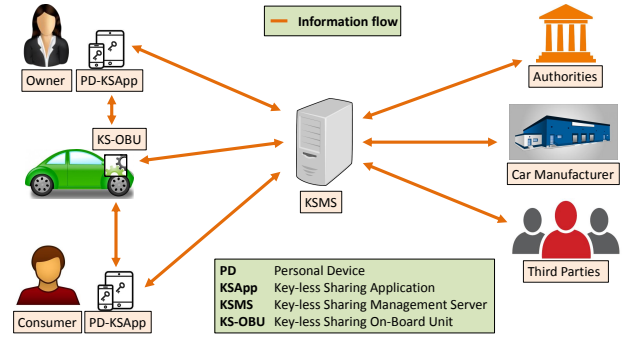 Information flow
Owner
PD-KSApp
Authorities
KS-OBU
Car Manufacturer
KSMS
Third Parties
Consumer
PD-KSApp
PD Personal Device
KSApp Key-less Sharing Application
KSMS Key-less Sharing Management Server
KS-OBU Key-less Sharing On-Board Unit